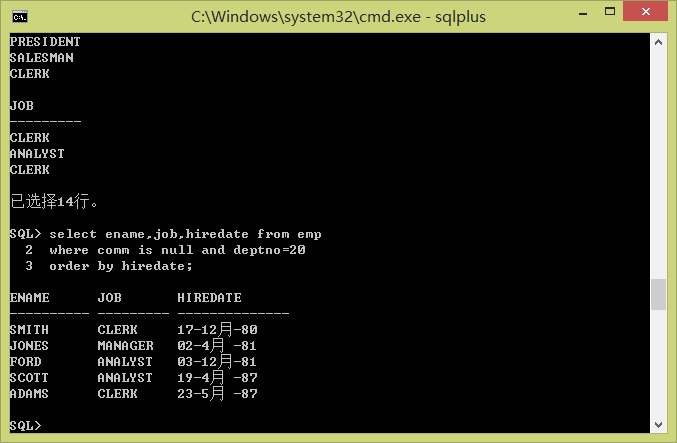 C:\Windows\system32\cmd.exe - sqlplus
PRESIDENT
SALESMAN
CLERK
JOB
---------
CLERK
ANALYST
CLERK
已选择14行。
SQL> select ename,job,hiredate from emp
  2  where comm is null and deptno=20
  3  order by hiredate;
ENAME      JOB       HIREDATE
---------- --------- --------------
SMITH      CLERK     17-12月-80
JONES      MANAGER   02-4月 -81
FORD       ANALYST   03-12月-81
SCOTT      ANALYST   19-4月 -87
ADAMS      CLERK     23-5月 -87
SQL>